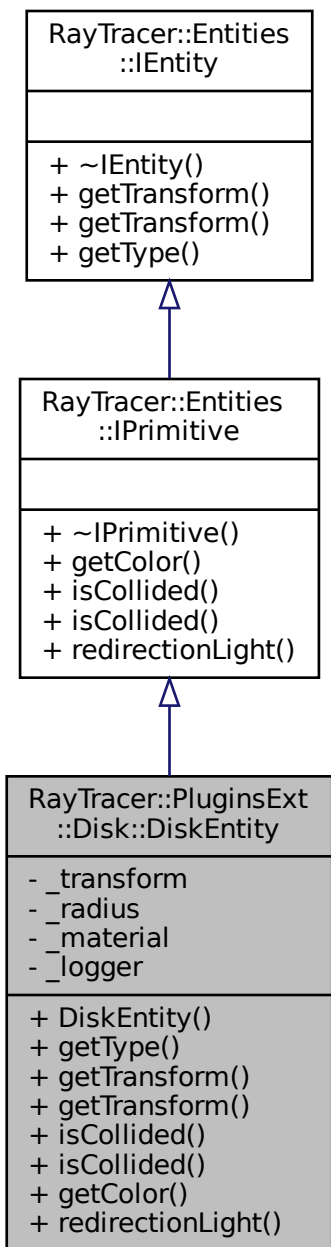 RayTracer::Entities
::IEntity
+ ~IEntity()
+ getTransform()
+ getTransform()
+ getType()
RayTracer::Entities
::IPrimitive
+ ~IPrimitive()
+ getColor()
+ isCollided()
+ isCollided()
+ redirectionLight()
RayTracer::PluginsExt
::Disk::DiskEntity
- _transform
- _radius
- _material
- _logger
+ DiskEntity()
+ getType()
+ getTransform()
+ getTransform()
+ isCollided()
+ isCollided()
+ getColor()
+ redirectionLight()